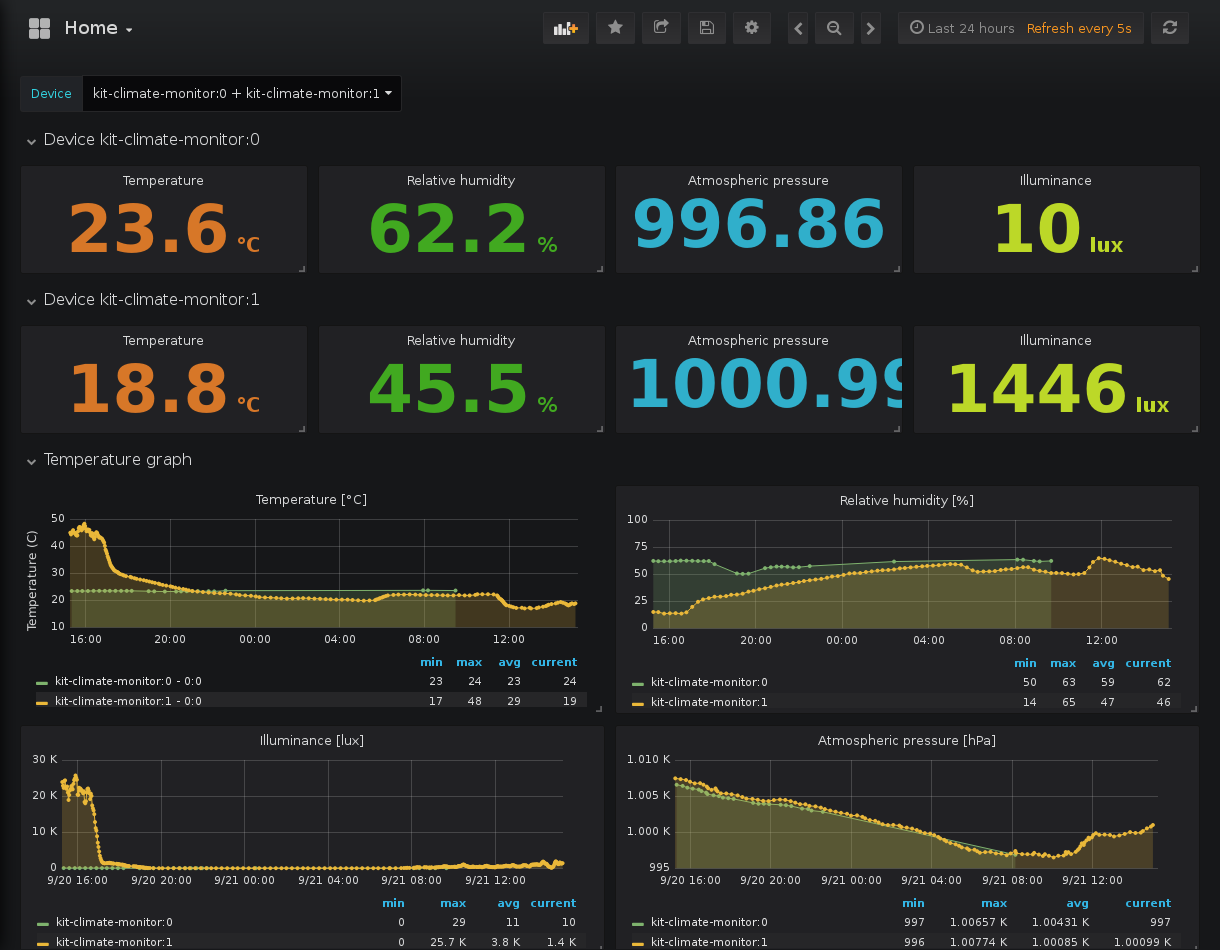 Home
Last 24 hours Refresh every 5s
Device kit-climate-monitor:0 + kit-climate-monitor:1
Device kit-climate-monitor:0
Temperature Relative humidity Atmospheric pressure Illuminance
23.6 °C 62.2 % 996.86 10 lux
Device kit-climate-monitor:1
Temperature Relative humidity Atmospheric pressure Illuminance
18.8 °C 45.5 % 1000.99 1446 lux
Temperature graph
Temperature [°C]
Temperature (C)
50
40
30
20
10
16:00 20:00 00:00 04:00 08:00 12:00
min max avg current
kit-climate-monitor:0 - 0:0 23 24 23 24
kit-climate-monitor:1 - 0:0 17 48 29 19
Relative humidity [%]
100
75
50
25
0
16:00 20:00 00:00 04:00 08:00 12:00
min max avg current
kit-climate-monitor:0 50 63 59 62
kit-climate-monitor:1 14 65 47 46
Illuminance [lux]
30 K
20 K
10 K
0
9/20 16:00 9/20 20:00 9/21 00:00 9/21 04:00 9/21 08:00 9/21 12:00
min max avg current
kit-climate-monitor:0 0 29 11 10
kit-climate-monitor:1 0 25.7 K 3.8 K 1.4 K
Atmospheric pressure [hPa]
1.010 K
1.005 K
1.000 K
995
9/20 16:00 9/20 20:00 9/21 00:00 9/21 04:00 9/21 08:00 9/21 12:00
min max avg current
kit-climate-monitor:0 997 1.00657 K 1.00431 K 997
kit-climate-monitor:1 996 1.00774 K 1.00085 K 1.00099 K